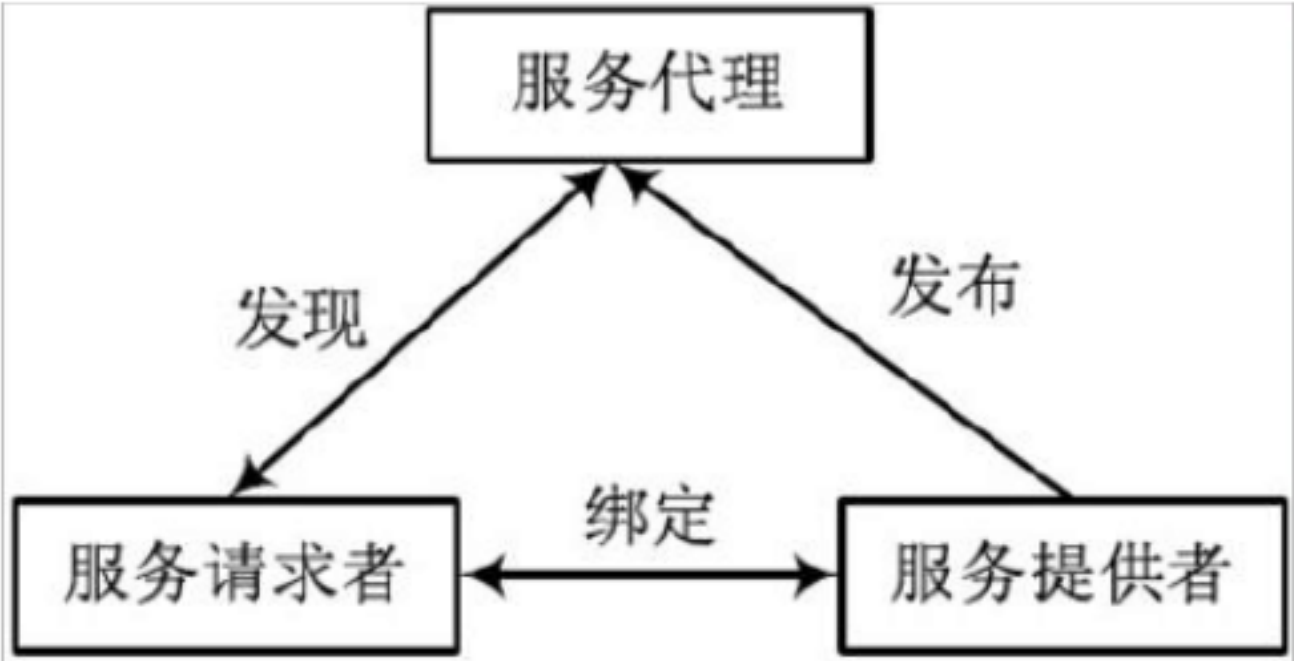 服务代理
发现
发布
绑定
服务请求者
服务提供者